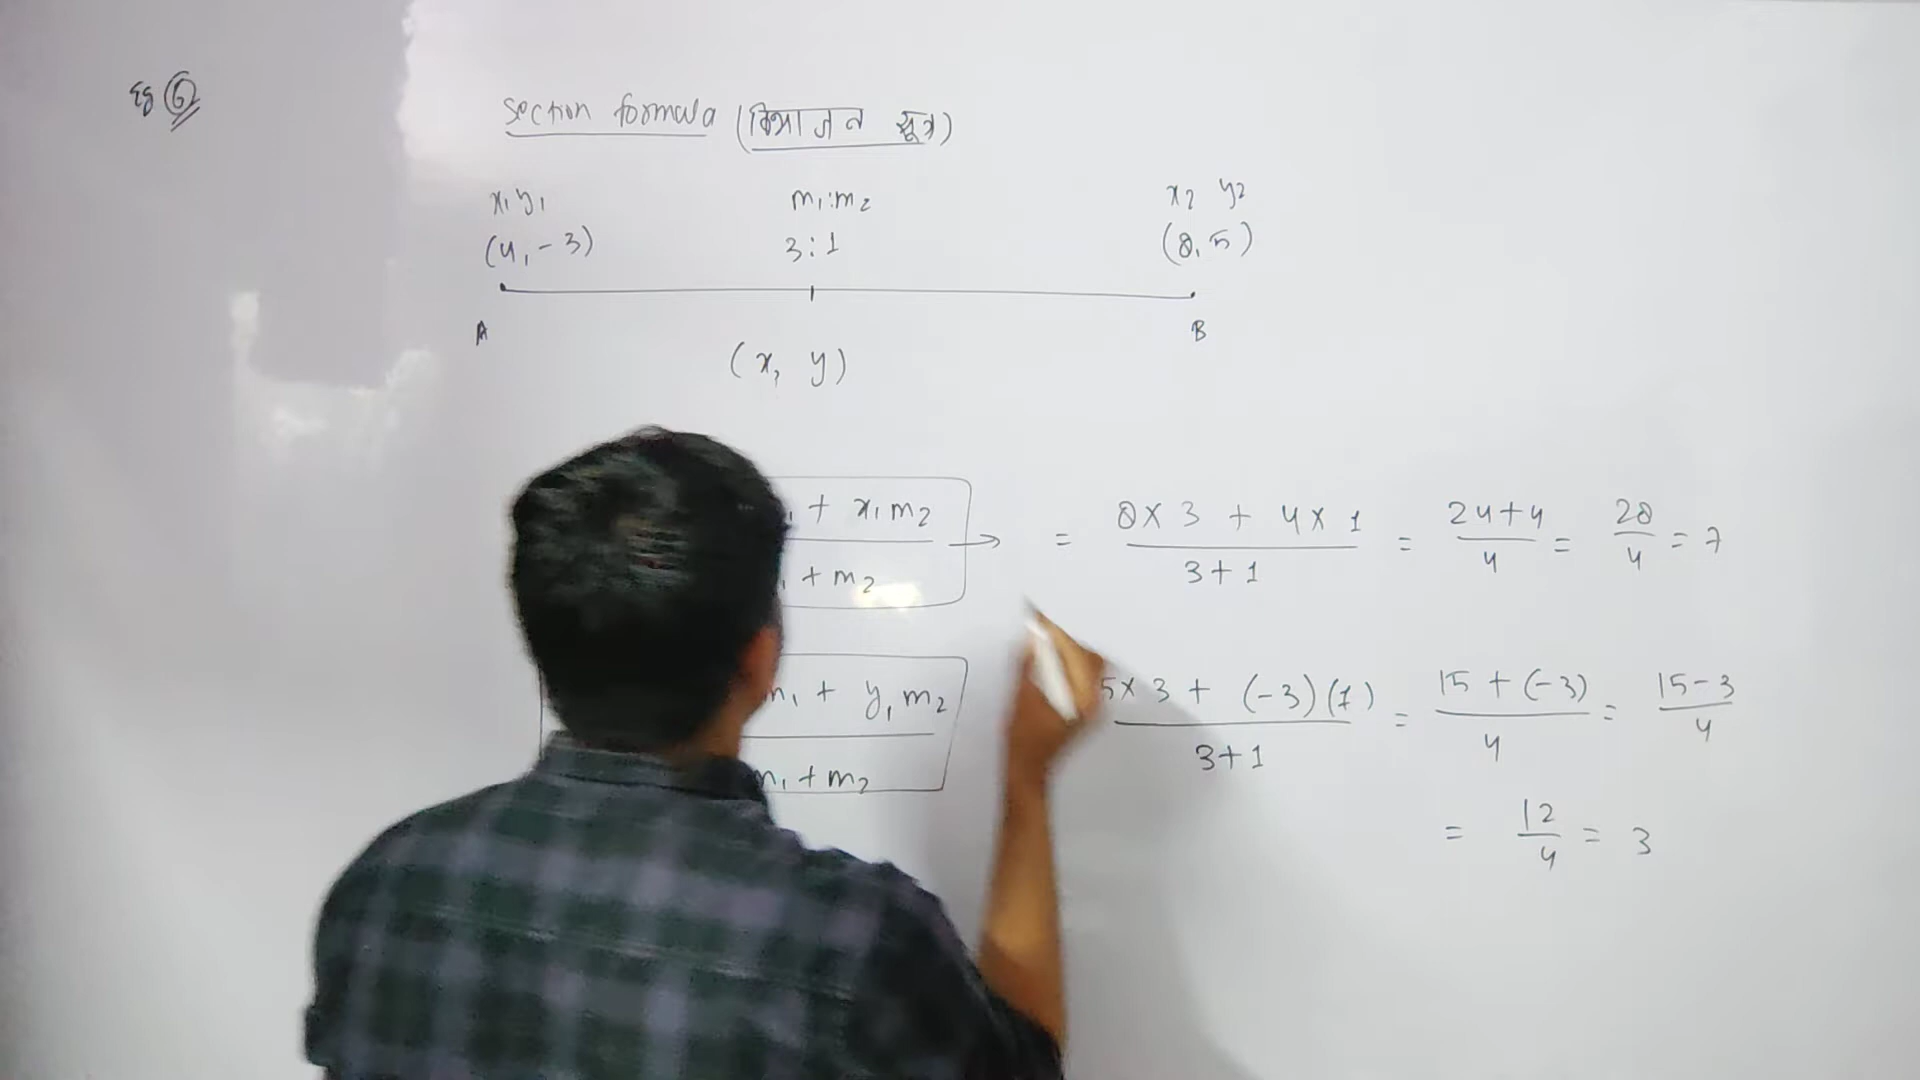 Eg 6
Section formula (विभाजन सूत्र)
x₁ y₁ m₁:m₂ x₂ y₂
(4, -3) 3:1 (8, 5)
A B
(x, y)
+ x₁m₂ / + m₂ → = 8×3 + 4×1 / 3+1 = 24+4 / 4 = 28/4 = 7
m₁ + y₁m₂ / m₁+m₂ 5×3 + (-3)(1) / 3+1 = 15+(-3) / 4 = 15-3 / 4
= 12/4 = 3